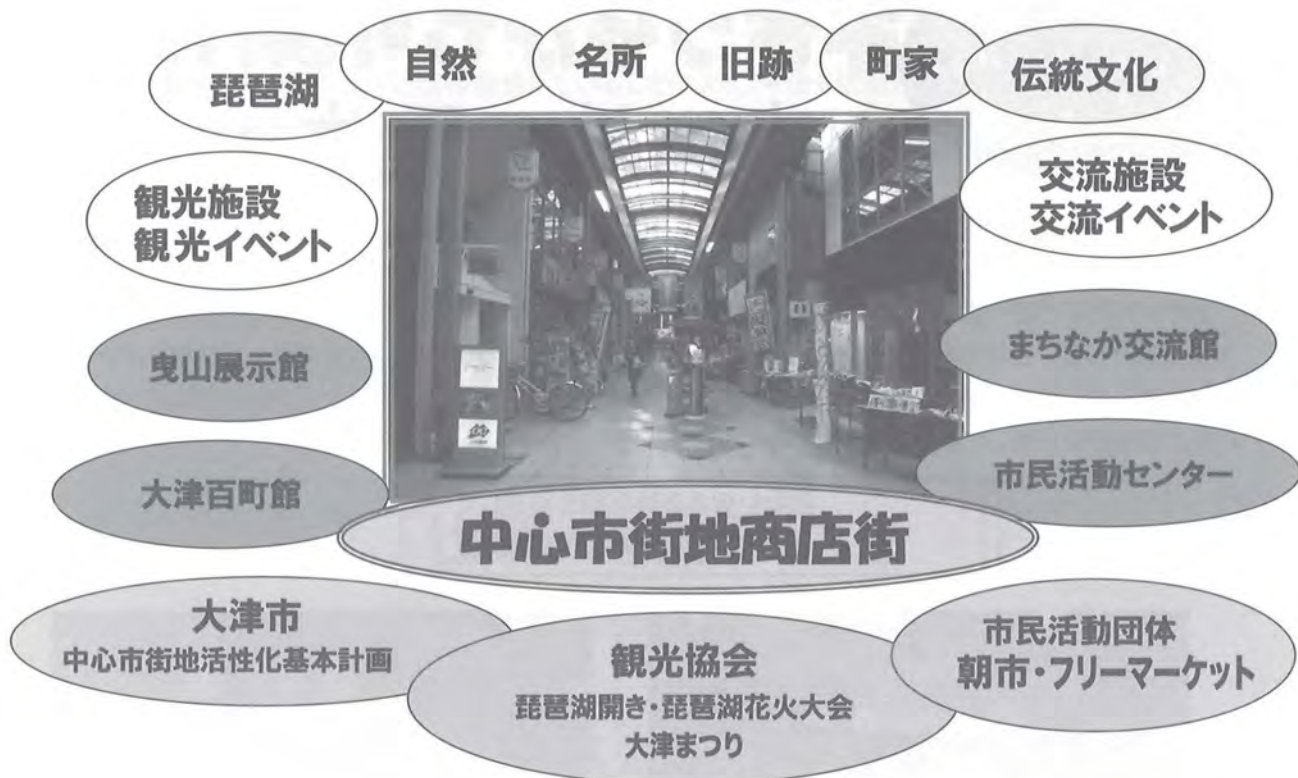 琵琶湖
自然
名所
旧跡
町家
伝統文化
観光施設
観光イベント
交流施設
交流イベント
曳山展示館
まちなか交流館
大津百町館
市民活動センター
中心市街地商店街
大津市
中心市街地活性化基本計画
観光協会
琵琶湖開き・琵琶湖花火大会
大津まつり
市民活動団体
朝市・フリーマーケット